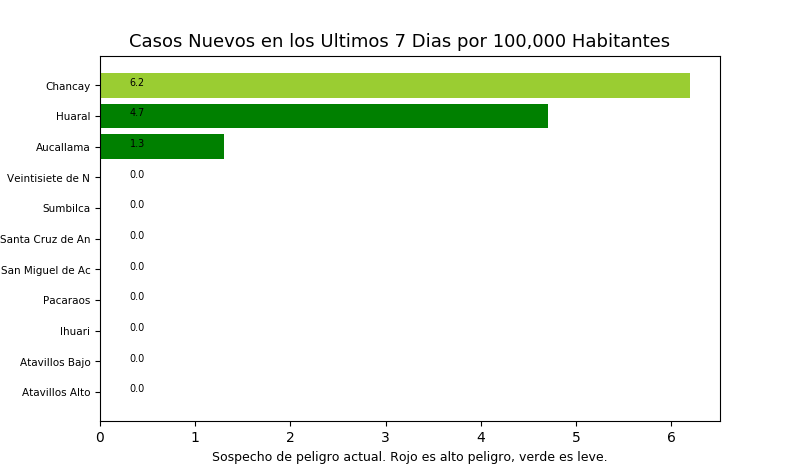 Casos Nuevos en los Ultimos 7 Dias por 100,000 Habitantes
Chancay 6.2
Huaral 4.7
Aucallama 1.3
Veintisiete de N 0.0
Sumbilca 0.0
Santa Cruz de An 0.0
San Miguel de Ac 0.0
Pacaraos 0.0
Ihuari 0.0
Atavillos Bajo 0.0
Atavillos Alto 0.0
0 1 2 3 4 5 6
Sospecho de peligro actual. Rojo es alto peligro, verde es leve.